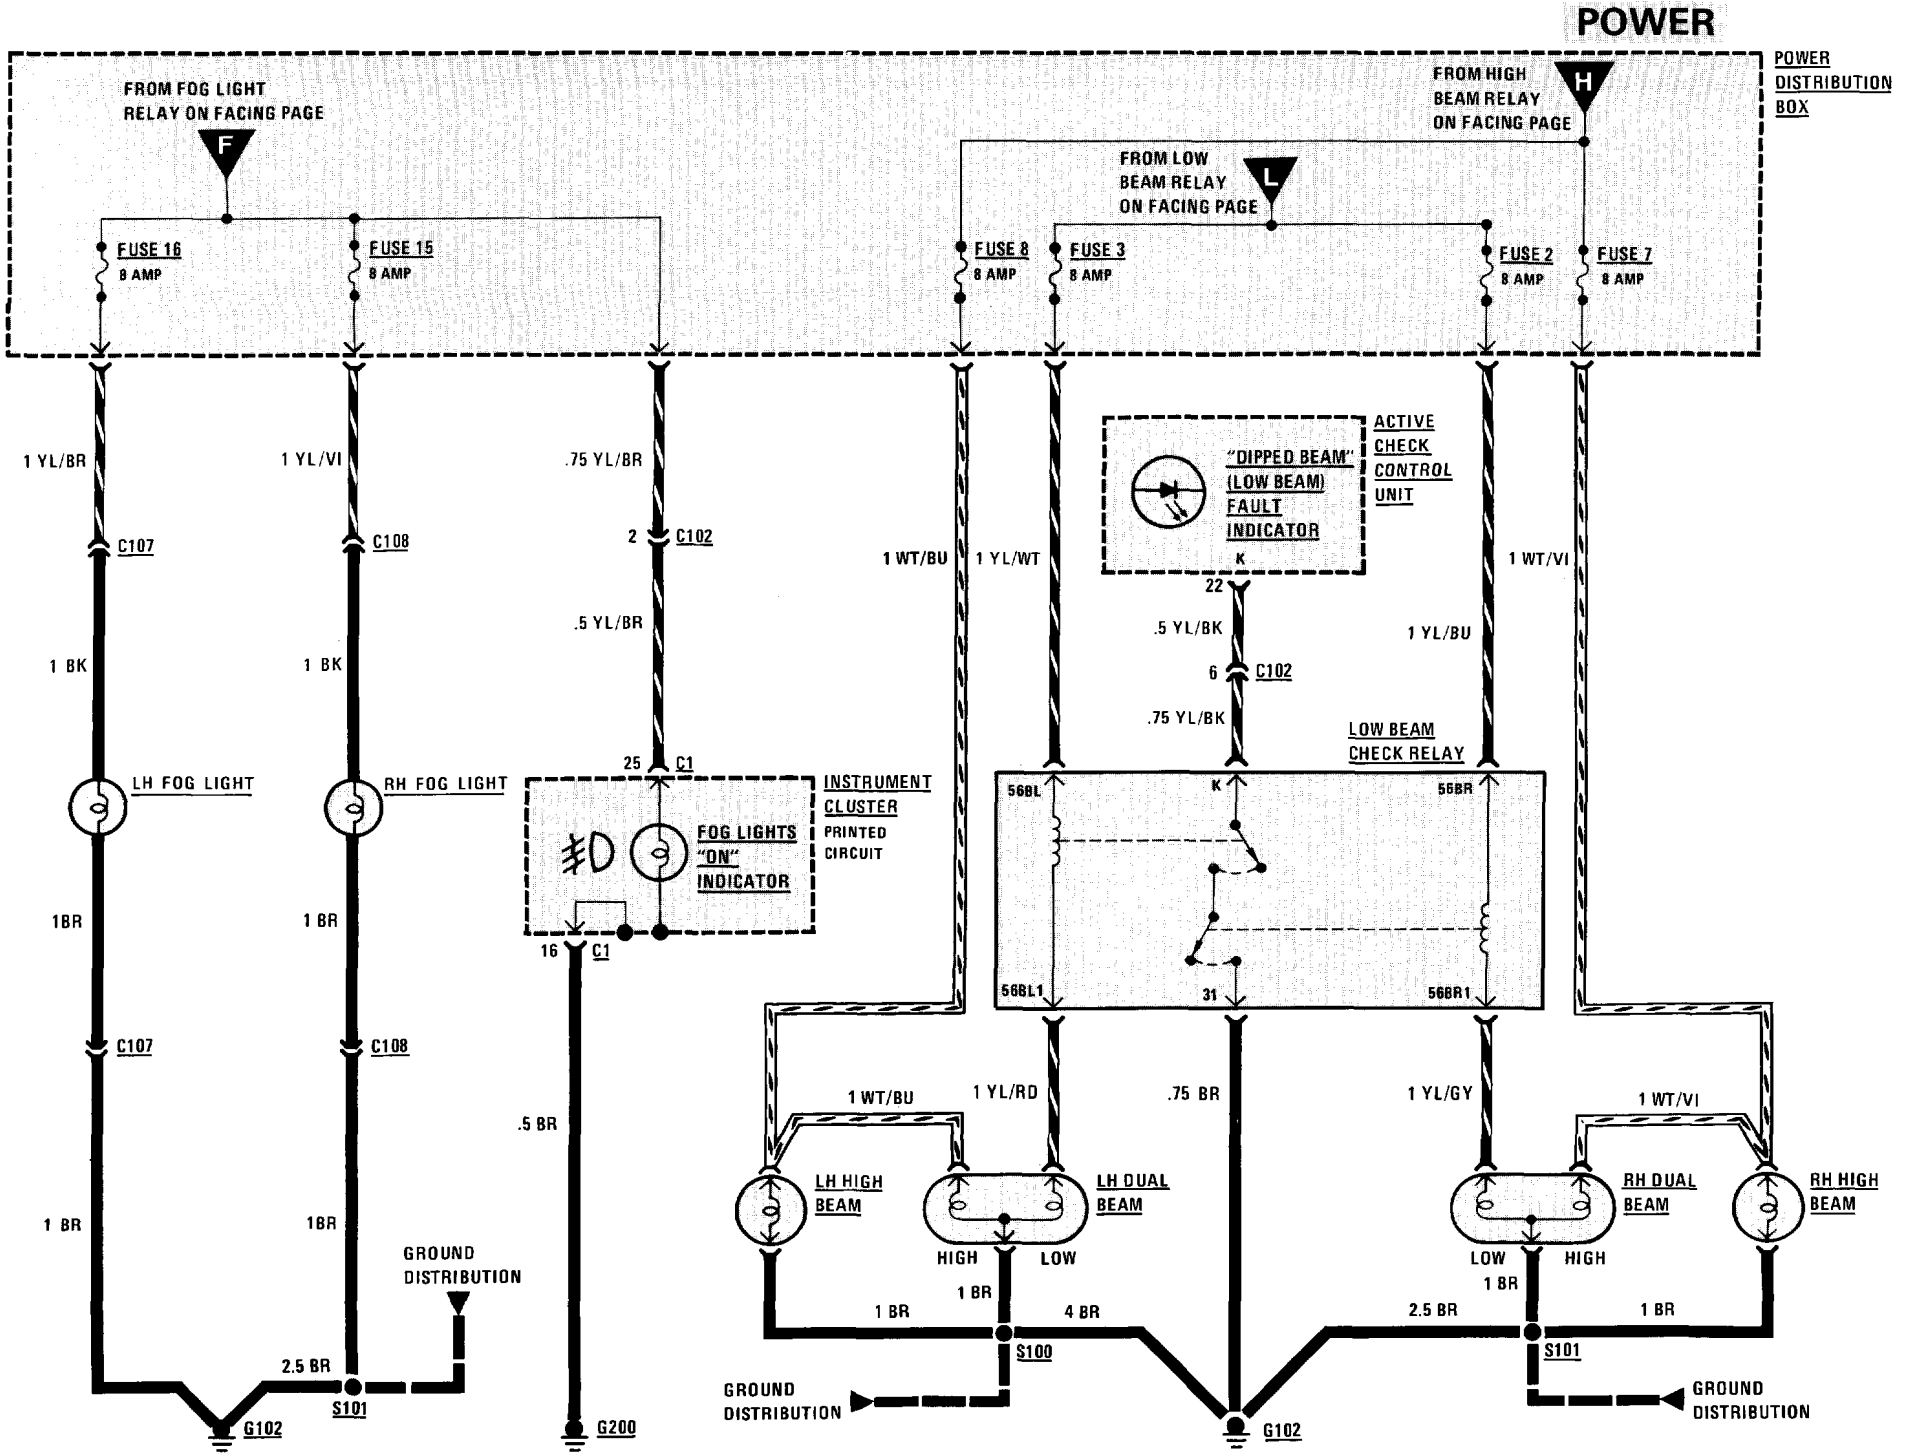 POWER
POWER
DISTRIBUTION
BOX
FROM FOG LIGHT
RELAY ON FACING PAGE
F
FROM HIGH
BEAM RELAY
ON FACING PAGE
H
FROM LOW
BEAM RELAY
ON FACING PAGE
L
FUSE 16
8 AMP
FUSE 15
8 AMP
FUSE 8
8 AMP
FUSE 3
8 AMP
FUSE 2
8 AMP
FUSE 7
8 AMP
1 YL/BR
1 YL/VI
.75 YL/BR
ACTIVE
CHECK
CONTROL
UNIT
"DIPPED BEAM"
(LOW BEAM)
FAULT
INDICATOR
K
C107
C108
2
C102
1 WT/BU
1 YL/WT
1 WT/VI
22
.5 YL/BR
.5 YL/BK
1 YL/BU
1 BK
1 BK
6
C102
.75 YL/BK
LOW BEAM
CHECK RELAY
25
C1
LH FOG LIGHT
RH FOG LIGHT
INSTRUMENT
CLUSTER
PRINTED
CIRCUIT
56BL
K
56BR
FOG LIGHTS
"ON"
INDICATOR
1BR
1 BR
16
C1
56BL1
31
56BR1
C107
C108
1 WT/BU
1 YL/RD
.75 BR
1 YL/GY
1 WT/VI
.5 BR
LH HIGH
BEAM
LH DUAL
BEAM
RH DUAL
BEAM
RH HIGH
BEAM
1 BR
1BR
HIGH
LOW
LOW
HIGH
GROUND
DISTRIBUTION
1 BR
1 BR
1 BR
4 BR
2.5 BR
1 BR
S100
S101
2.5 BR
S101
GROUND
DISTRIBUTION
GROUND
DISTRIBUTION
G102
G200
G102